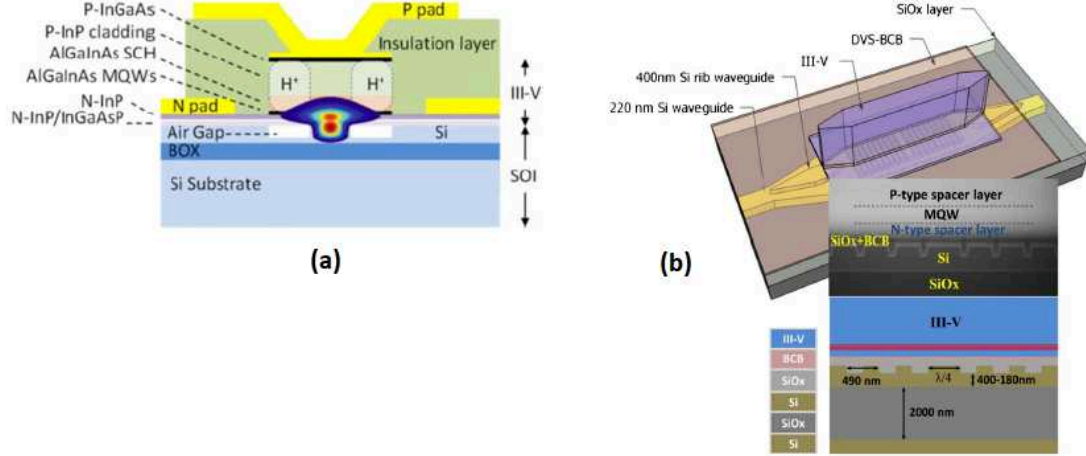 P-InGaAs
P-InP cladding
AlGaInAs SCH
AlGaInAs MQWs
N-InP
N-InP/InGaAsP
P pad
Insulation layer
H+
H+
N pad
Air Gap
Si
BOX
Si Substrate
III-V
SOI
(a)
SiOx layer
DVS-BCB
III-V
400nm Si rib waveguide
220 nm Si waveguide
P-type spacer layer
MQW
N-type spacer layer
SiOx+BCB
Si
SiOx
(b)
III-V
III-V
BCB
SiOx
Si
SiOx
Si
490 nm
λ/4
400-180nm
2000 nm